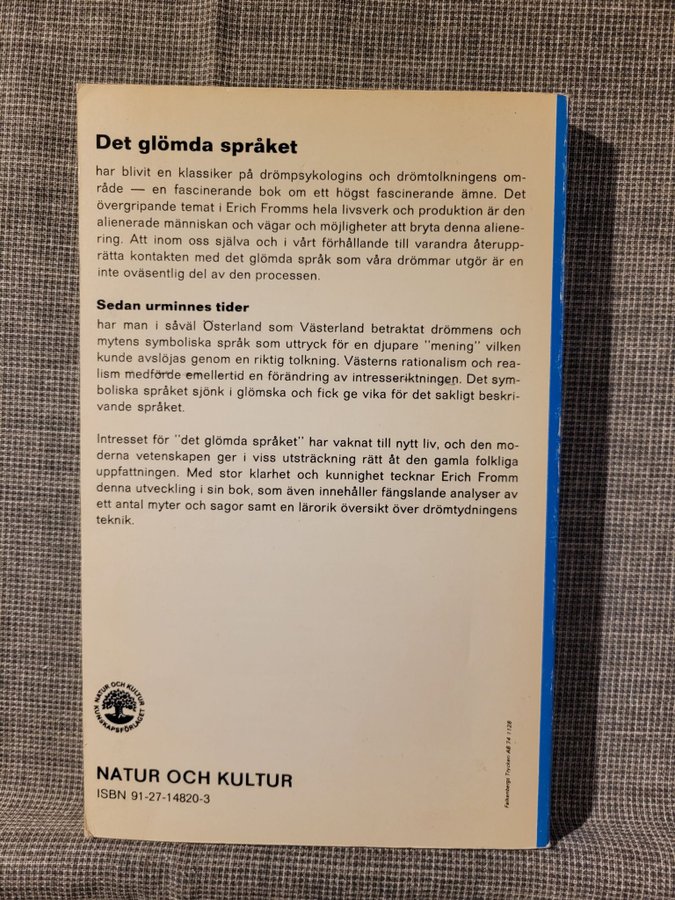 Det glömda språket
har blivit en klassiker på drömpsykologins och drömtolkningens om-
råde — en fascinerande bok om ett högst fascinerande ämne. Det
övergripande temat i Erich Fromms hela livsverk och produktion är den
alienerade människan och vägar och möjligheter att bryta denna aliene-
ring. Att inom oss själva och i vårt förhållande till varandra återupp-
rätta kontakten med det glömda språk som våra drömmar utgör är en
inte oväsentlig del av den processen.
Sedan urminnes tider
har man i såväl Österland som Västerland betraktat drömmens och
mytens symboliska språk som uttryck för en djupare "mening" vilken
kunde avslöjas genom en riktig tolkning. Västerns rationalism och rea-
lism medförde emellertid en förändring av intresseriktningen. Det sym-
boliska språket sjönk i glömska och fick ge vika för det sakligt beskri-
vande språket.
Intresset för "det glömda språket" har vaknat till nytt liv, och den mo-
derna vetenskapen ger i viss utsträckning rätt åt den gamla folkliga
uppfattningen. Med stor klarhet och kunnighet tecknar Erich Fromm
denna utveckling i sin bok, som även innehåller fängslande analyser av
ett antal myter och sagor samt en lärorik översikt över drömtydningens
teknik.
NATUR OCH KULTUR
KUNSKAPSFÖRLAGET
NATUR OCH KULTUR
ISBN 91-27-14820-3
Falkenbergs Tryckeri AB 74 1128